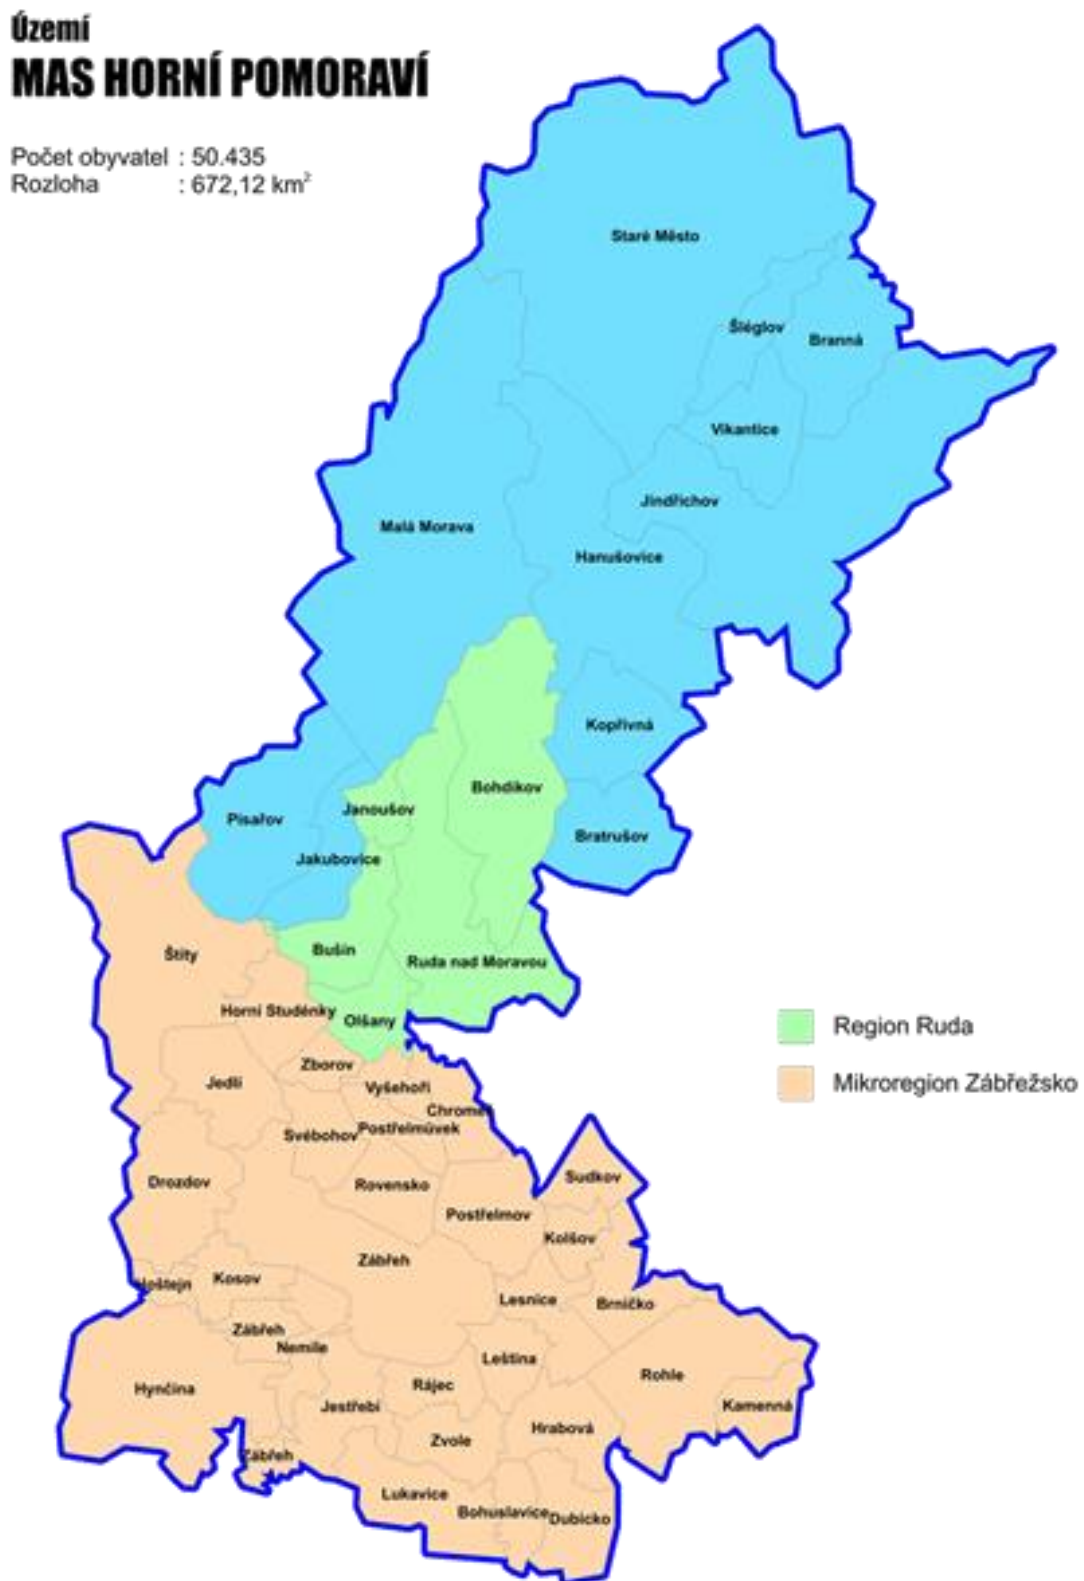 Území
MAS HORNÍ POMORAVÍ
Počet obyvatel : 50.435
Rozloha : 672,12 km²
Staré Město
Šléglov
Branná
Vikantice
Jindřichov
Malá Morava
Hanušovice
Kopřivná
Bohdíkov
Janoušov
Písařov
Bratrušov
Jakubovice
Bušín
Štíty
Ruda nad Moravou
Horní Studénky
Olšany
Region Ruda
Zborov
Jedlí
Vyšehoří
Mikroregion Zábřežsko
Chromeč
Postřelmůvek
Svébohov
Sudkov
Drozdov
Rovensko
Postřelmov
Kolšov
Zábřeh
Kosov
Hoštejn
Lesnice
Brníčko
Zábřeh
Nemile
Leština
Rohle
Rájec
Hynčina
Jestřebí
Kamenná
Hrabová
Zvole
Zábřeh
Lukavice
Bohuslavice
Dubicko